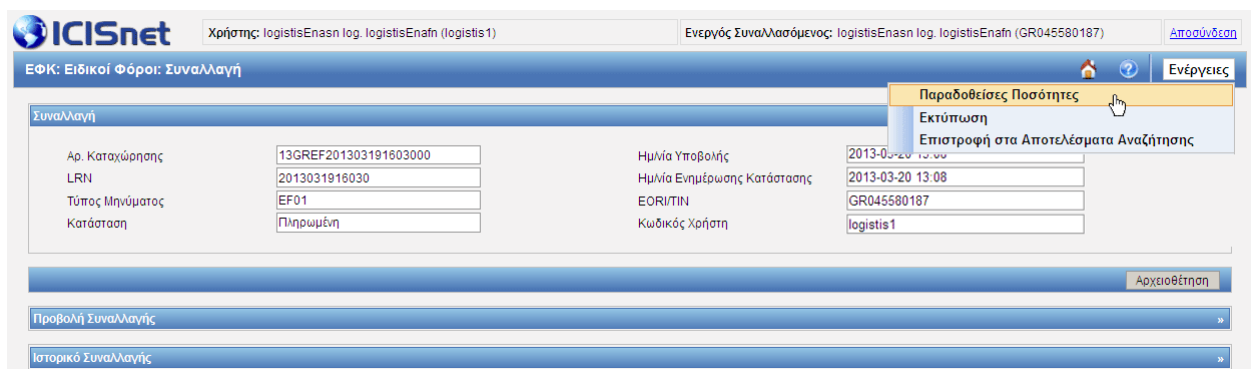 ICISnet
Χρήστης: logistisEnasn log. logistisEnafn (logistis1)
Ενεργός Συναλλασόμενος: logistisEnasn log. logistisEnafn (GR045580187)
Αποσύνδεση
ΕΦΚ: Ειδικοί Φόροι: Συναλλαγή
Ενέργειες
Παραδοθείσες Ποσότητες
Εκτύπωση
Επιστροφή στα Αποτελέσματα Αναζήτησης
Συναλλαγή
Αρ. Καταχώρησης 13GREF201303191603000 Ημ/νία Υποβολής
LRN 2013031916030 Ημ/νία Ενημέρωσης Κατάστασης 2013-03-20 13:08
Τύπος Μηνύματος EF01 EORI/TIN GR045580187
Κατάσταση Πληρωμένη Κωδικός Χρήστη logistis1
Αρχειοθέτηση
Προβολή Συναλλαγής »
Ιστορικό Συναλλαγής »